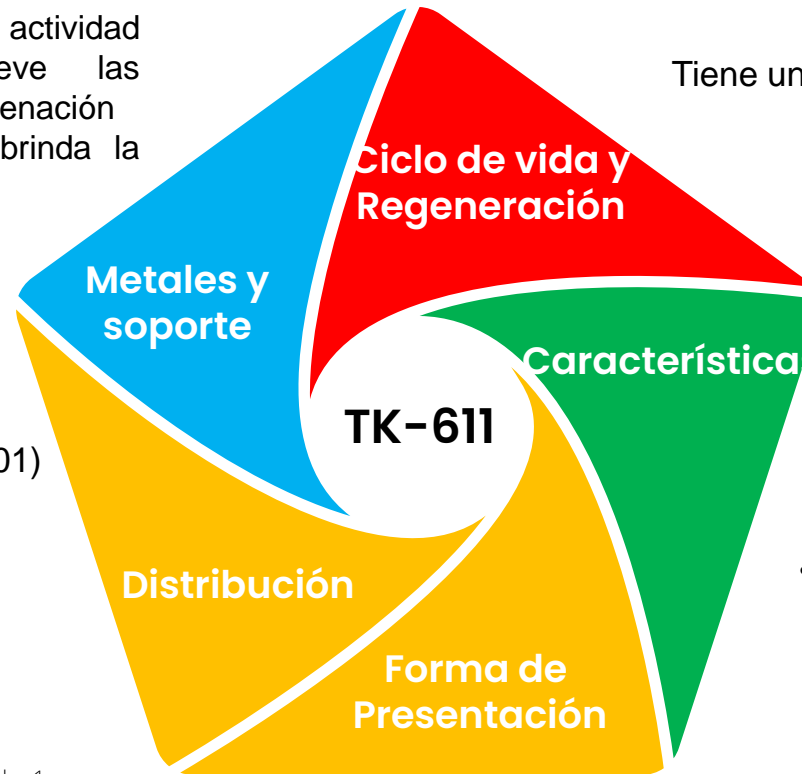 actividad
eve las
enación
brinda la
Tiene un
Ciclo de vida y
Regeneración
Metales y
soporte
Característica
TK-611
01)
Distribución
Forma de
Presentación